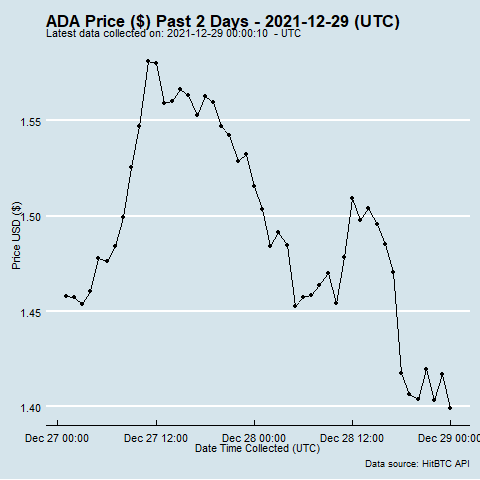 ADA Price ($) Past 2 Days - 2021-12-29 (UTC)
Latest data collected on: 2021-12-29 00:00:10 - UTC
1.55
1.50
1.45
1.40
Price USD ($)
Dec 27 00:00 Dec 27 12:00 Dec 28 00:00 Dec 28 12:00 Dec 29 00:00
Date Time Collected (UTC)
Data source: HitBTC API